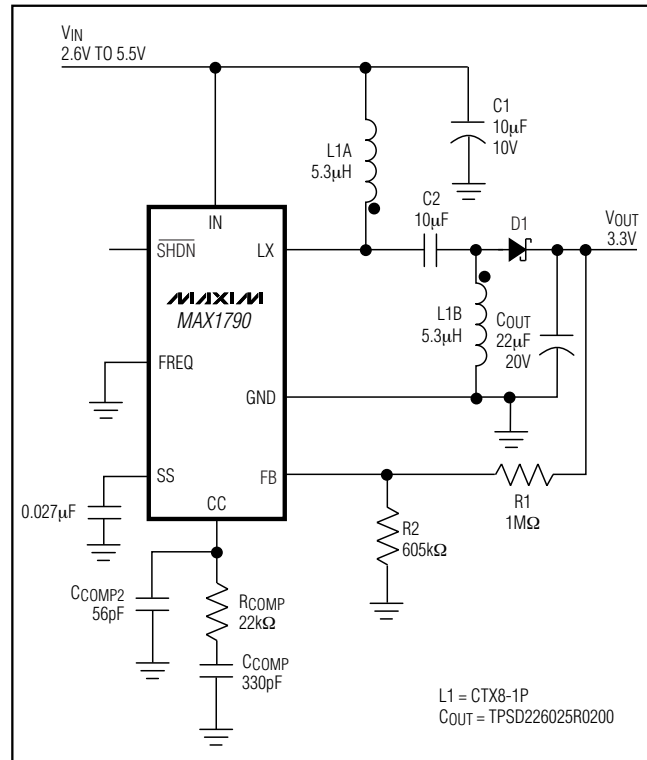 VIN
2.6V TO 5.5V
C1
10µF
10V
L1A
5.3µH
C2
10µF
D1
VOUT
3.3V
IN
SHDN
LX
MAXIM
MAX1790
L1B
5.3µH
COUT
22µF
20V
FREQ
GND
SS
FB
0.027µF
CC
R1
1MΩ
R2
605kΩ
CCOMP2
56pF
RCOMP
22kΩ
CCOMP
330pF
L1 = CTX8-1P
COUT = TPSD226025R0200